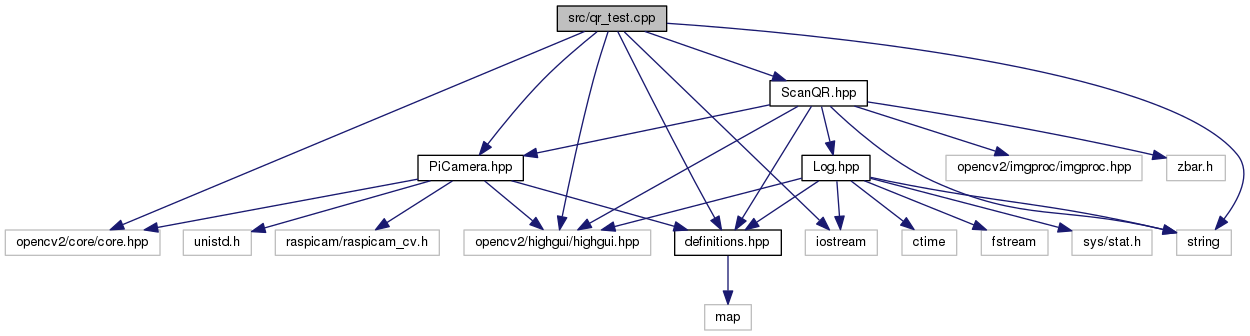 src/qr_test.cpp
ScanQR.hpp
PiCamera.hpp
Log.hpp
opencv2/imgproc/imgproc.hpp
zbar.h
opencv2/core/core.hpp
unistd.h
raspicam/raspicam_cv.h
opencv2/highgui/highgui.hpp
definitions.hpp
iostream
ctime
fstream
sys/stat.h
string
map